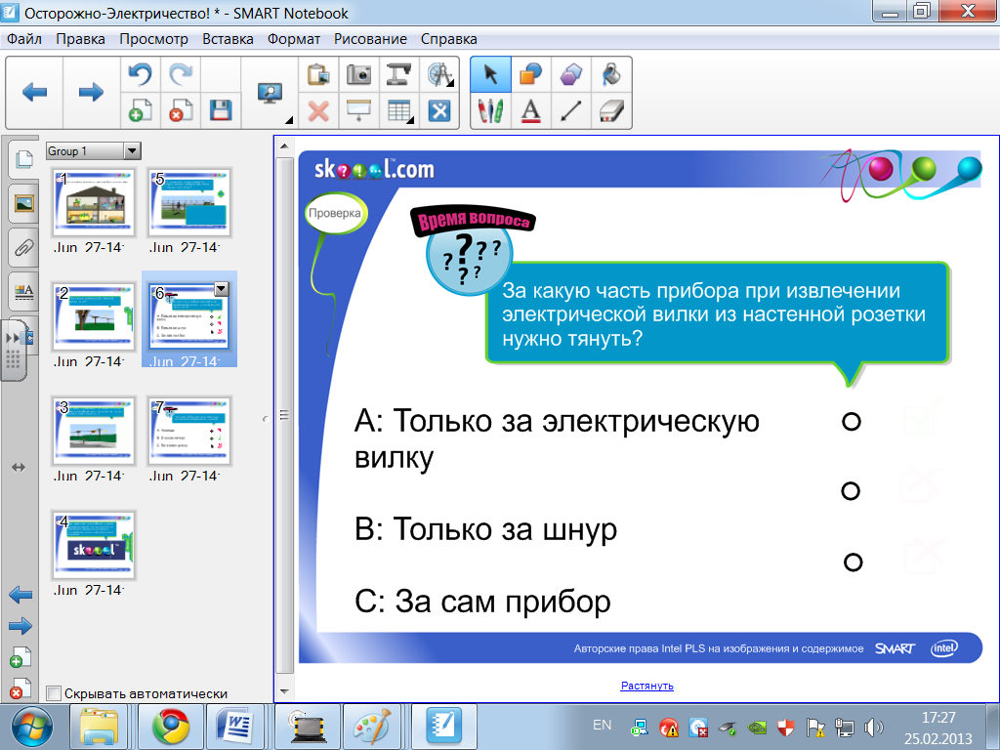 Осторожно-Электричество! * - SMART Notebook
Файл Правка Просмотр Вставка Формат Рисование Справка
Group 1
1
5
Jun 27-14:
Jun 27-14:
2
6
Jun 27-14:
Jun 27-14:
3
7
Jun 27-14:
Jun 27-14:
4
skoool
Jun 27-14:
Скрывать автоматически
sk?!l.com
Проверка
Время вопроса
? ? ? ? ? ?
За какую часть прибора при извлечении
электрической вилки из настенной розетки
нужно тянуть?
A: Только за электрическую
вилку
B: Только за шнур
C: За сам прибор
Авторские права Intel PLS на изображения и содержимое SMART intel
Растянуть
EN
17:27
25.02.2013